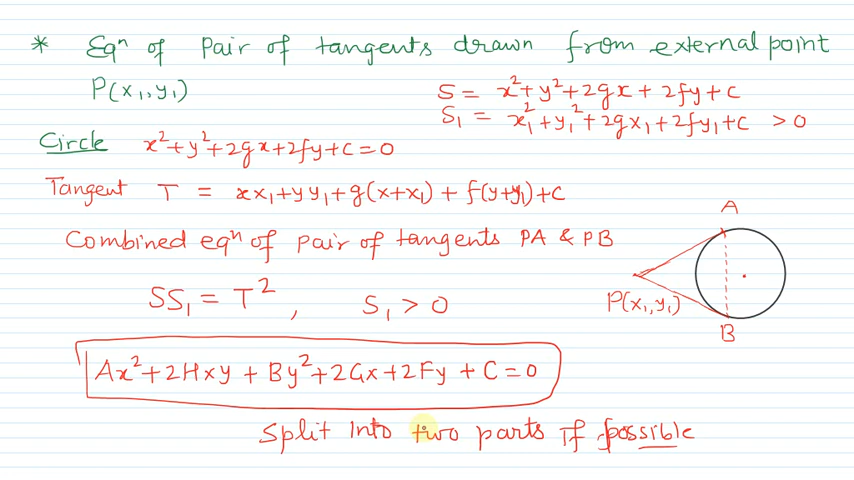 * Eqⁿ of Pair of tangents drawn from external point
P(x₁,y₁)
S = x²+y²+2gx+2fy+c
S₁ = x₁²+y₁²+2gx₁+2fy₁+c >0
Circle x²+y²+2gx+2fy+c=0
Tangent T = xx₁+yy₁+g(x+x₁)+f(y+y₁)+c
Combined eqⁿ of pair of tangents PA & PB
SS₁ = T², S₁>0
A
P(x₁,y₁)
B
Ax²+2Hxy+By²+2Gx+2Fy+C=0
Split into two parts if possible